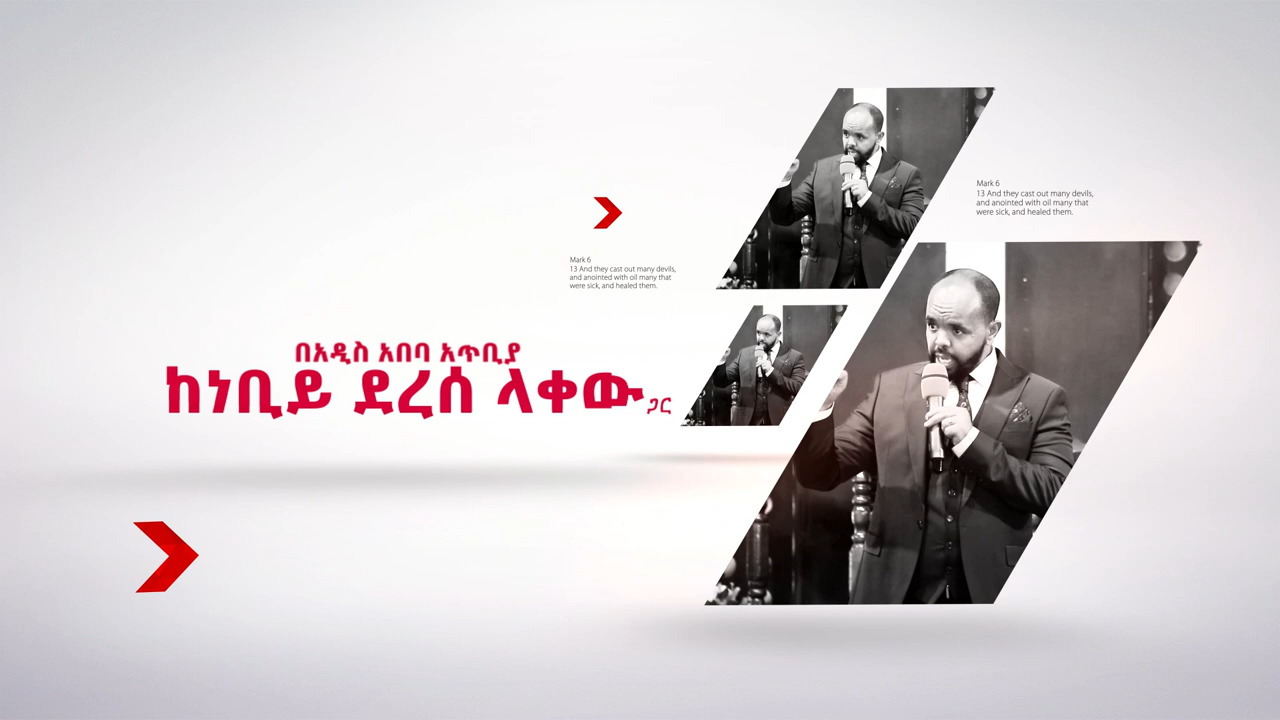 በአዲስ አበባ አጥቢያ
ከነቢይ ደረሰ ላቀው ጋር
Mark 6
13 And they cast out many devils,
and anointed with oil many that
were sick, and healed them.
Mark 6
13 And they cast out many devils,
and anointed with oil many that
were sick, and healed them.